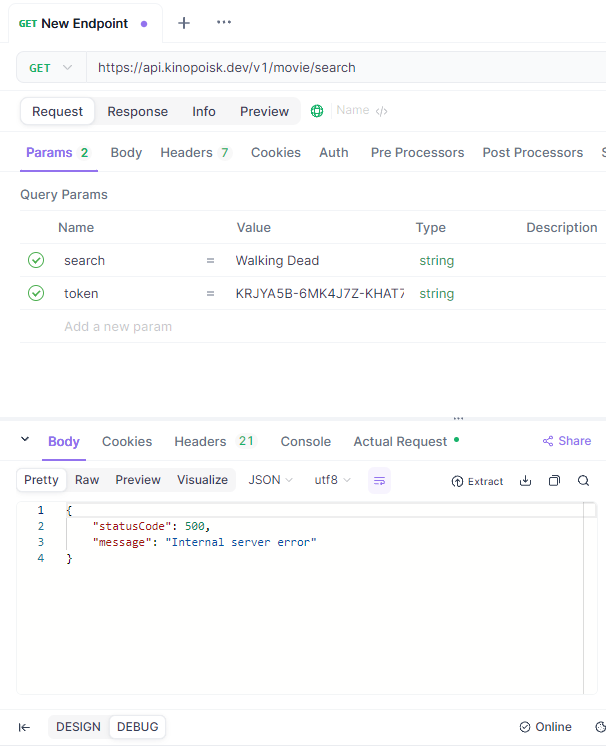 GET New Endpoint
GET https://api.kinopoisk.dev/v1/movie/search
Request Response Info Preview Name </>
Params 2 Body Headers 7 Cookies Auth Pre Processors Post Processors S
Query Params
Name Value Type Description
search = Walking Dead string
token = KRJYA5B-6MK4J7Z-KHAT7 string
Add a new param
Body Cookies Headers 21 Console Actual Request Share
Pretty Raw Preview Visualize JSON utf8 Extract
1 {
2 "statusCode": 500,
3 "message": "Internal server error"
4 }
DESIGN DEBUG Online